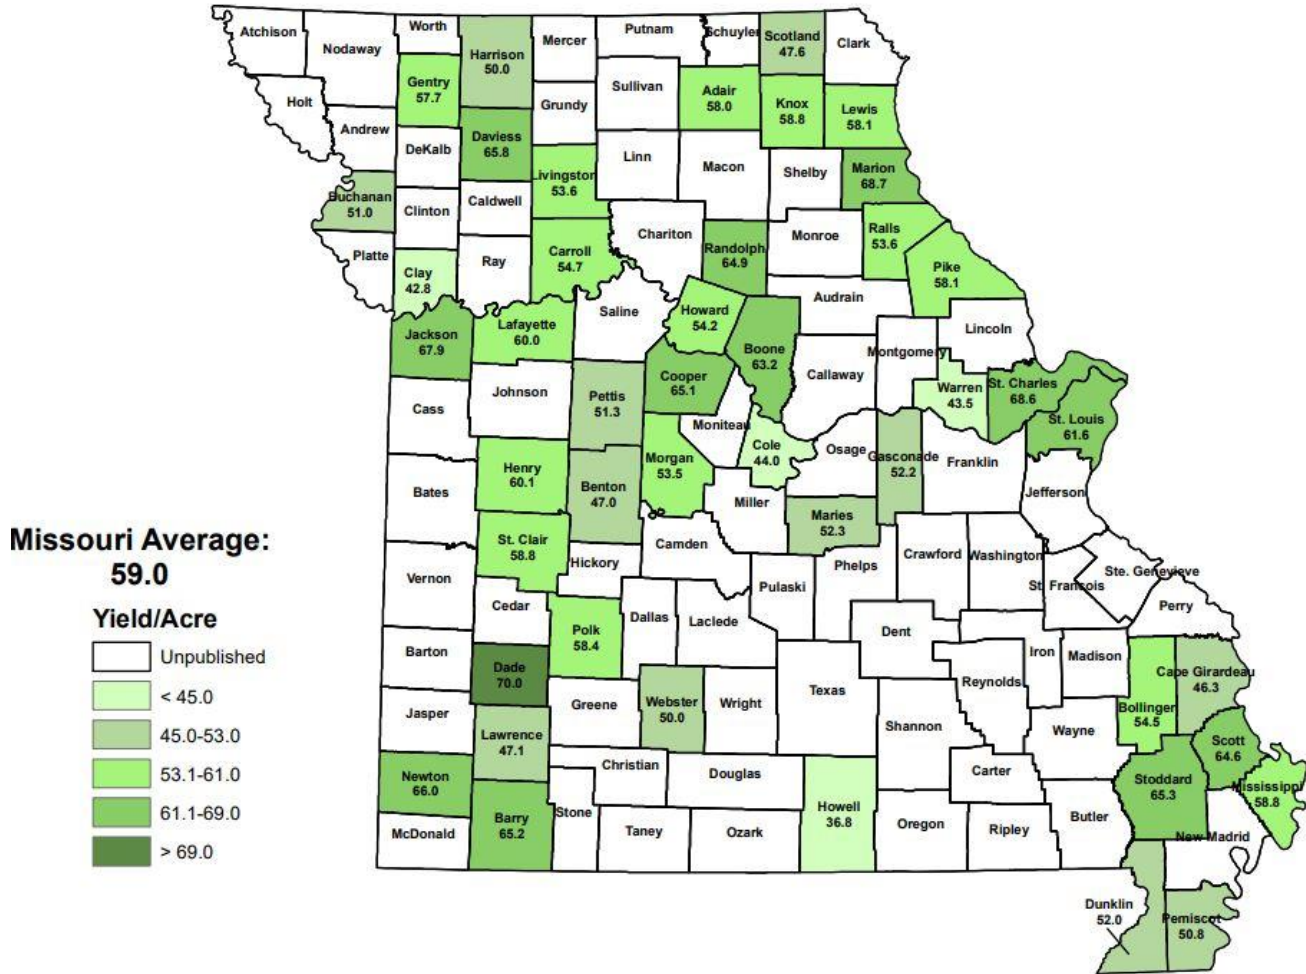 Atchison
Nodaway
Worth
Harrison
50.0
Mercer
Putnam
Schuyler
Scotland
47.6
Clark
Gentry
57.7
Sullivan
Adair
58.0
Knox
58.8
Lewis
58.1
Holt
Andrew
DeKalb
Daviess
65.8
Grundy
Livingston
53.6
Linn
Macon
Shelby
Marion
68.7
Buchanan
51.0
Clinton
Caldwell
Chariton
Randolph
64.9
Monroe
Ralls
53.6
Pike
58.1
Platte
Clay
42.8
Ray
Carroll
54.7
Audrain
Saline
Howard
54.2
Lincoln
Jackson
67.9
Lafayette
60.0
Boone
63.2
Montgomery
Callaway
Warren
43.5
St. Charles
68.6
St. Louis
61.6
Cass
Johnson
Pettis
51.3
Cooper
65.1
Moniteau
Cole
44.0
Osage
Gasconade
52.2
Franklin
Jefferson
Bates
Henry
60.1
Benton
47.0
Morgan
53.5
Miller
Maries
52.3
Missouri Average:
59.0
Vernon
St. Clair
58.8
Hickory
Camden
Pulaski
Phelps
Crawford
Washington
St. Francois
Ste. Genevieve
Perry
Yield/Acre
Unpublished
< 45.0
45.0-53.0
53.1-61.0
61.1-69.0
> 69.0
Cedar
Polk
58.4
Dallas
Laclede
Dent
Iron
Madison
Barton
Dade
70.0
Greene
Webster
50.0
Wright
Texas
Reynolds
Bollinger
54.5
Cape Girardeau
46.3
Jasper
Lawrence
47.1
Shannon
Wayne
Scott
64.6
Newton
66.0
Christian
Douglas
Howell
36.8
Carter
Stoddard
65.3
Mississippi
58.8
McDonald
Barry
65.2
Stone
Taney
Ozark
Oregon
Ripley
Butler
New Madrid
Dunklin
52.0
Pemiscot
50.8